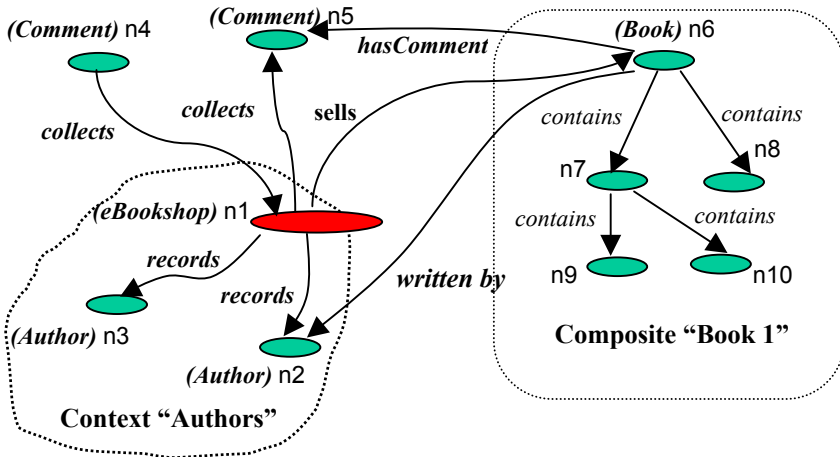 (Comment) n4
(Comment) n5
(Book) n6
hasComment
collects
collects
sells
contains
contains
n7
n8
(eBookshop) n1
contains
contains
records
records
written by
n9
n10
(Author) n3
(Author) n2
Composite “Book 1”
Context “Authors”